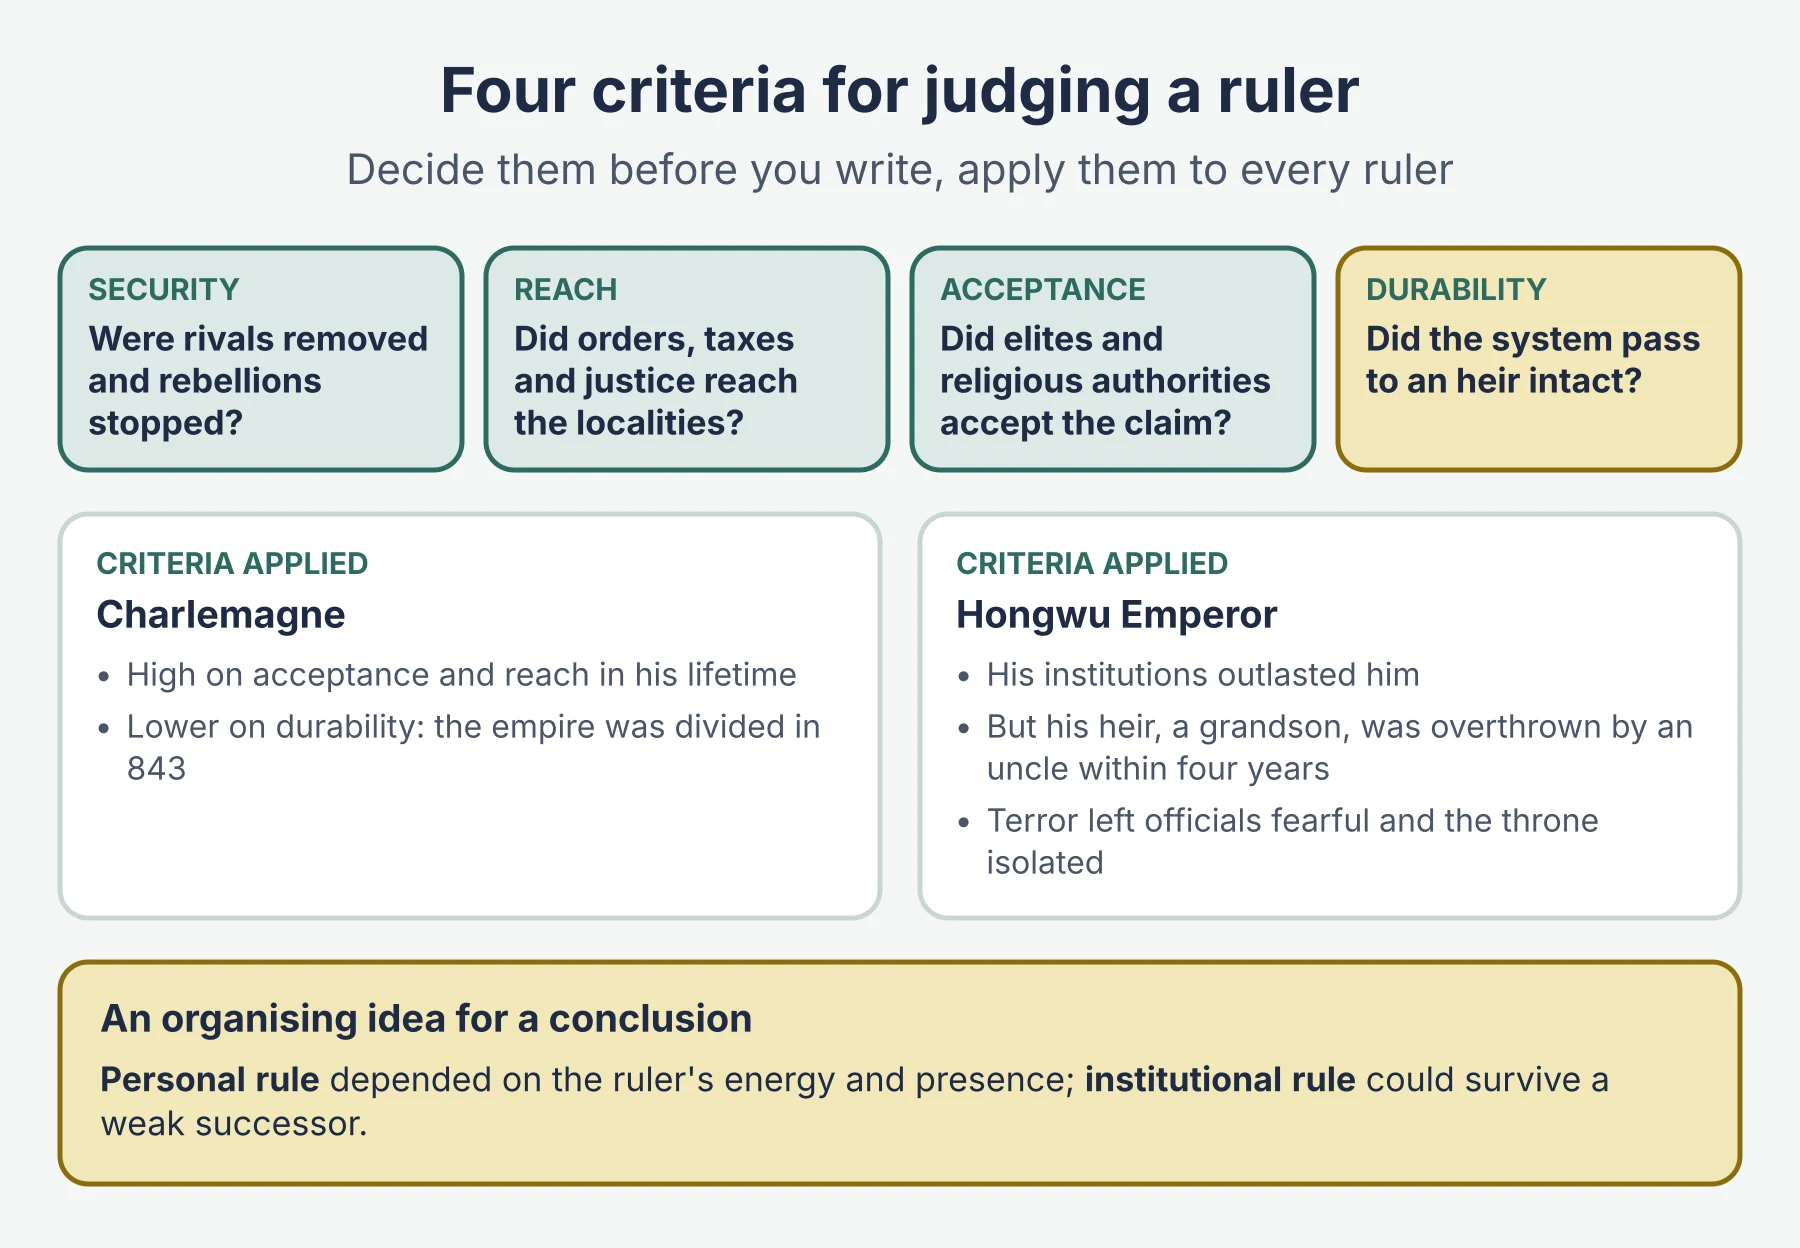 Four criteria for judging a ruler
Decide them before you write, apply them to every ruler
SECURITY
Were rivals removed
and rebellions
stopped?
REACH
Did orders, taxes
and justice reach
the localities?
ACCEPTANCE
Did elites and
religious authorities
accept the claim?
DURABILITY
Did the system pass
to an heir intact?
CRITERIA APPLIED
Charlemagne
• High on acceptance and reach in his lifetime
• Lower on durability: the empire was divided in
843
CRITERIA APPLIED
Hongwu Emperor
• His institutions outlasted him
• But his heir, a grandson, was overthrown by an
uncle within four years
• Terror left officials fearful and the throne
isolated
An organising idea for a conclusion
Personal rule depended on the ruler's energy and presence; institutional rule could survive a
weak successor.